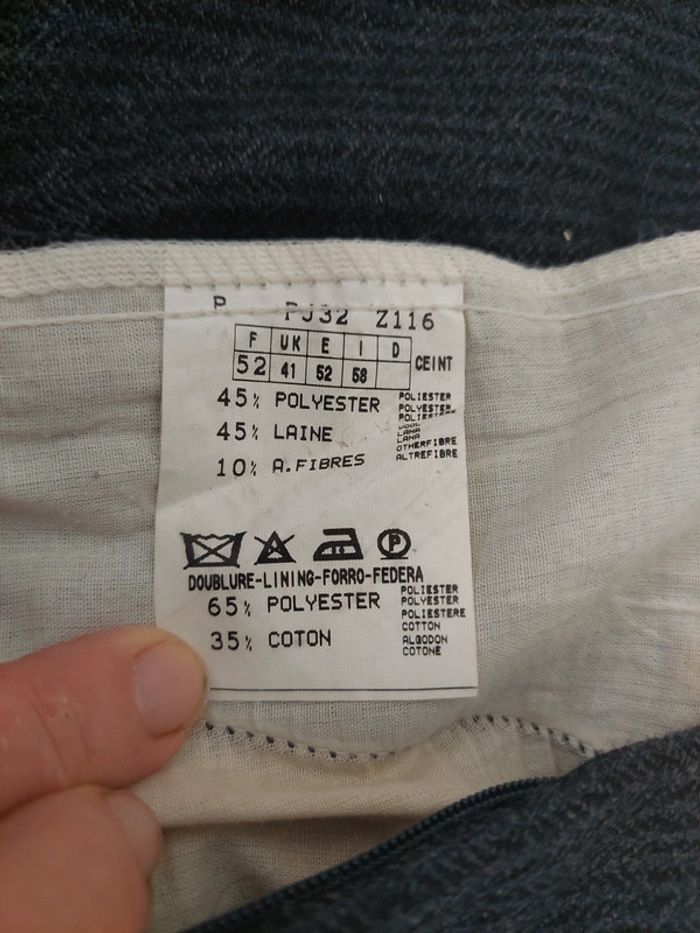 P PJ32 Z116
F UK E I D
52 41 52 58 CEINT
45% POLYESTER POLIESTER
POLYESTER
POLIESTERE
45% LAINE WOOL
LANA
LANA
10% A.FIBRES OTHERFIBRE
ALTREFIBRE
P
DOUBLURE-LINING-FORRO-FEDERA
65% POLYESTER POLIESTER
POLYESTER
POLIESTERE
35% COTON COTTON
ALGODON
COTONE